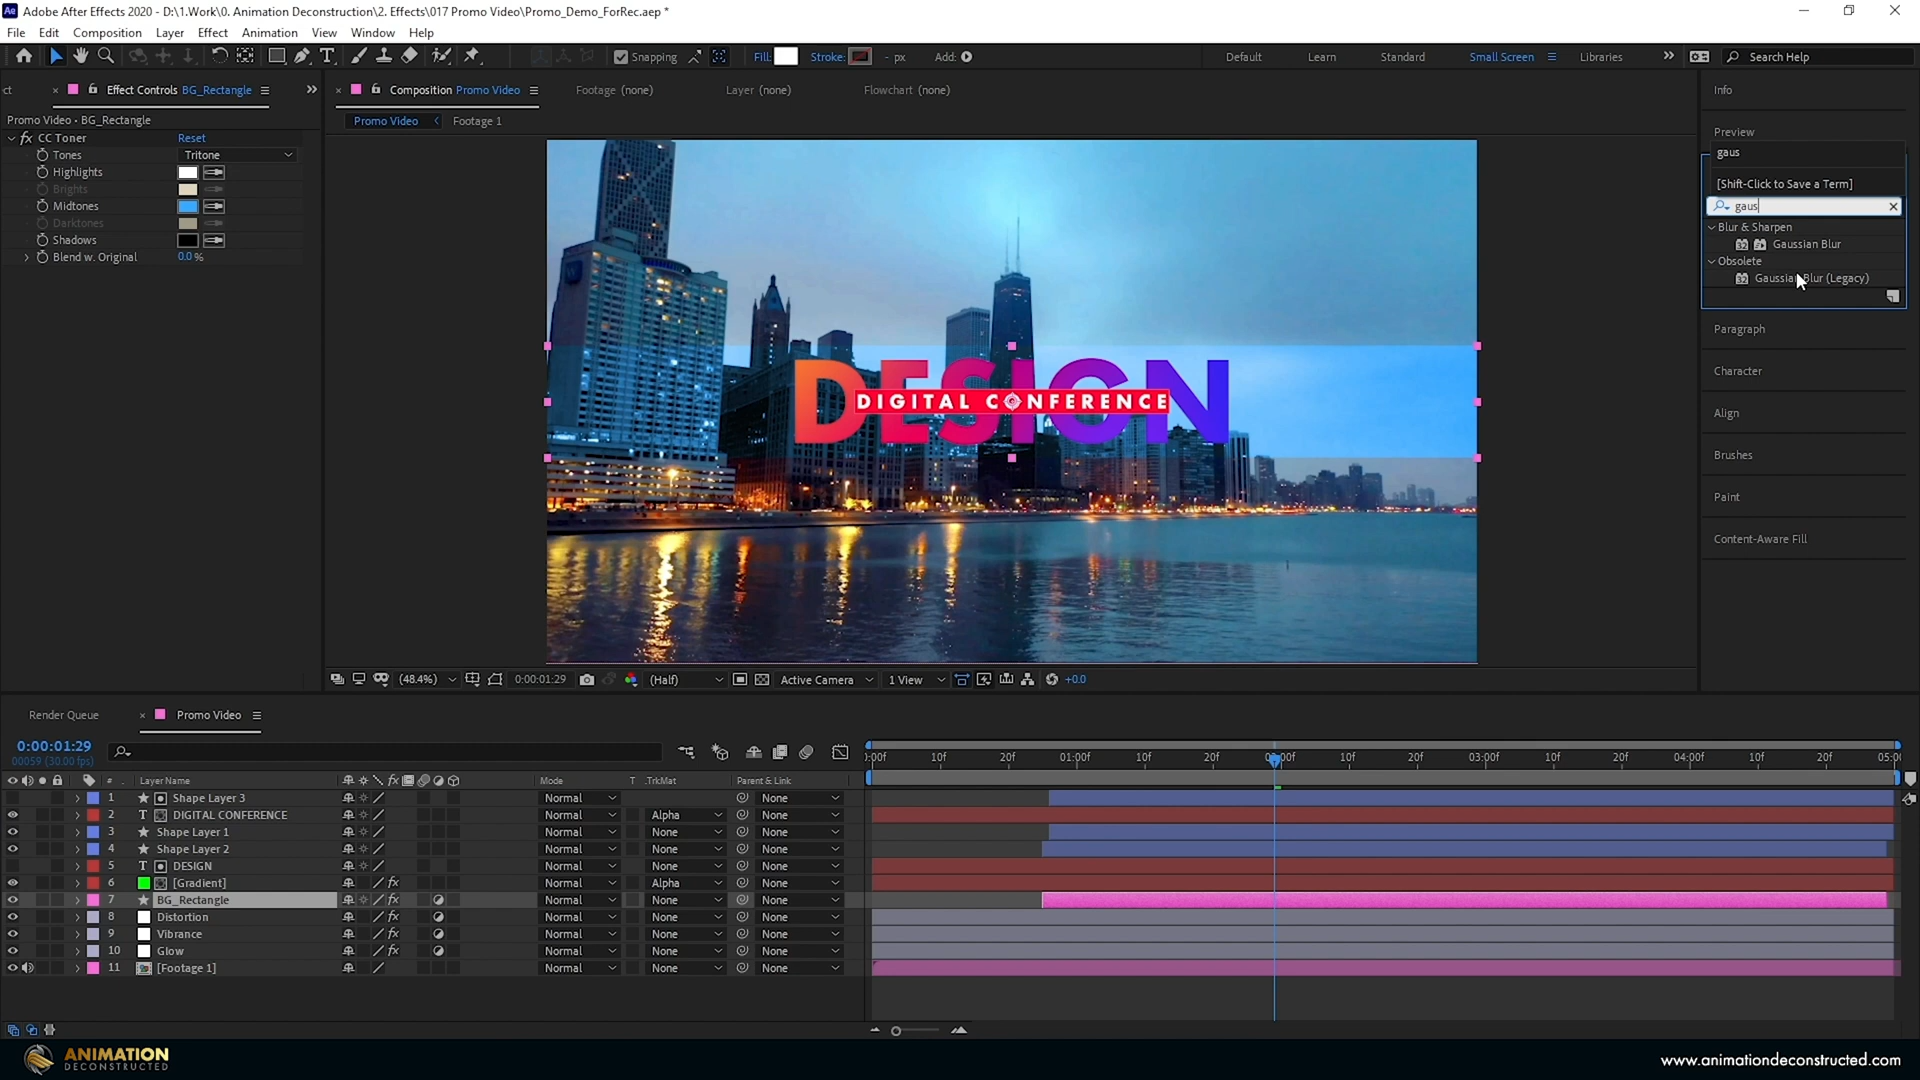 Adobe After Effects 2020 - D:\1.Work\0. Animation Deconstruction\2. Effects\017 Promo Video\Promo_Demo_ForRec.aep *
File Edit Composition Layer Effect Animation View Window Help
Snapping Fill: Stroke: - px Add: Default Learn Standard Small Screen Libraries Search Help
ct Effect Controls BG_Rectangle
Composition Promo Video Footage (none) Layer (none) Flowchart (none)
Promo Video Footage 1
Promo Video • BG_Rectangle
fx CC Toner Reset
Tones Tritone
Highlights
Brights
Midtones
Darktones
Shadows
Blend w. Original 0.0 %
DESIGN
DIGITAL CONFERENCE
Info
Preview
gaus
[Shift-Click to Save a Term]
gaus
Blur & Sharpen
32 Gaussian Blur
Obsolete
32 Gaussian Blur (Legacy)
Paragraph
Character
Align
Brushes
Paint
Content-Aware Fill
(48.4%) 0:00:01:29 (Half) Active Camera 1 View +0.0
Render Queue Promo Video
0:00:01:29
00059 (30.00 fps)
:00f 10f 20f 01:00f 10f 20f 02:00f 10f 20f 03:00f 10f 20f 04:00f 10f 20f 05:00
# Layer Name fx Mode T .TrkMat Parent & Link
1 Shape Layer 3 Normal None
2 T DIGITAL CONFERENCE Normal Alpha None
3 Shape Layer 1 Normal None None
4 Shape Layer 2 Normal None None
5 T DESIGN Normal None None
6 [Gradient] fx Normal Alpha None
7 BG_Rectangle fx Normal None None
8 Distortion fx Normal None None
9 Vibrance fx Normal None None
10 Glow fx Normal None None
11 [Footage 1] Normal None None
ANIMATION
DECONSTRUCTED
www.animationdeconstructed.com